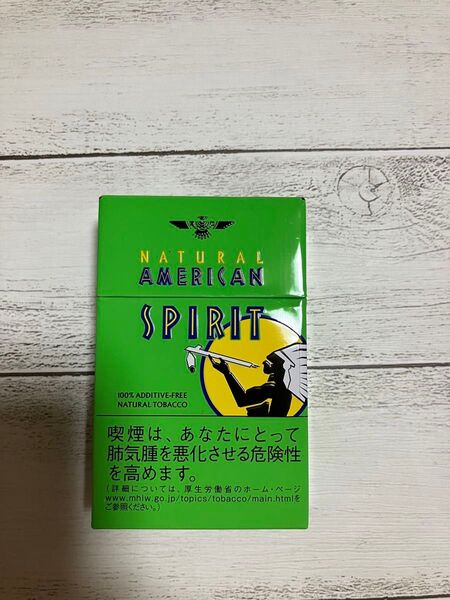 NATURAL
AMERICAN
SPIRIT
100% ADDITIVE-FREE
NATURAL TOBACCO
喫煙は、あなたにとって
肺気腫を悪化させる危険性
を高めます。
(詳細については、厚生労働省のホーム・ページ
www.mhlw.go.jp/topics/tobacco/main.htmlを
ご参照ください。)